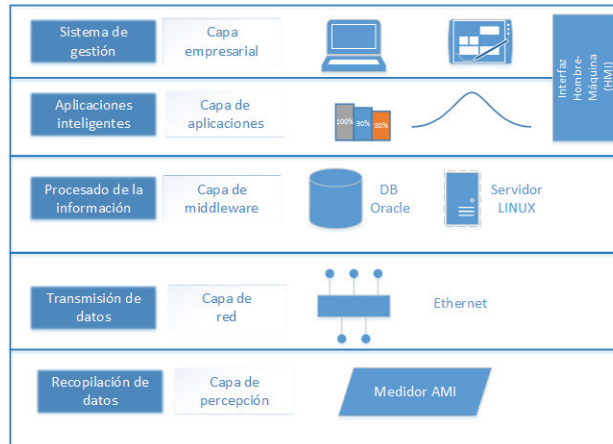 Sistema de
gestión
Capa
empresarial
Interfaz
Hombre-
Máquina
(HMI)
Aplicaciones
inteligentes
Capa de
aplicaciones
100%
90%
80%
Procesado de la
información
Capa de
middleware
DB
Oracle
Servidor
LINUX
Transmisión de
datos
Capa de
red
Ethernet
Recopilación de
datos
Capa de
percepción
Medidor AMI